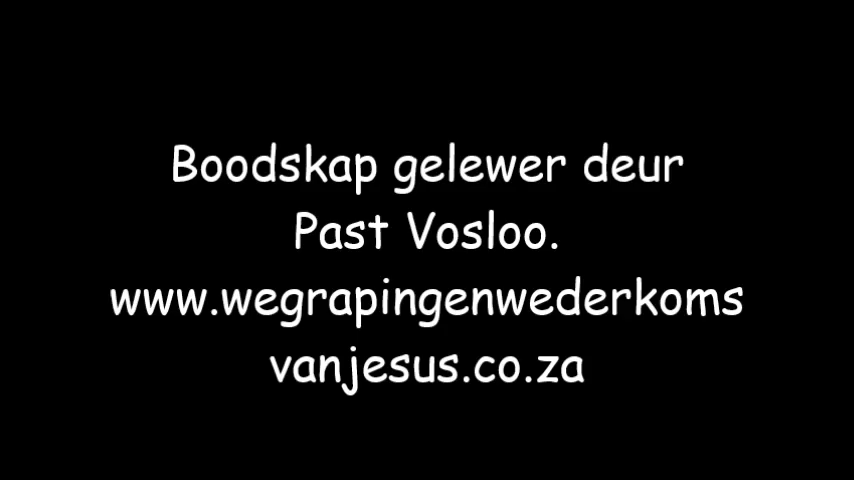 Boodskap gelewer deur
Past Vosloo.
www.wegrapingenwederkoms
vanjesus.co.za